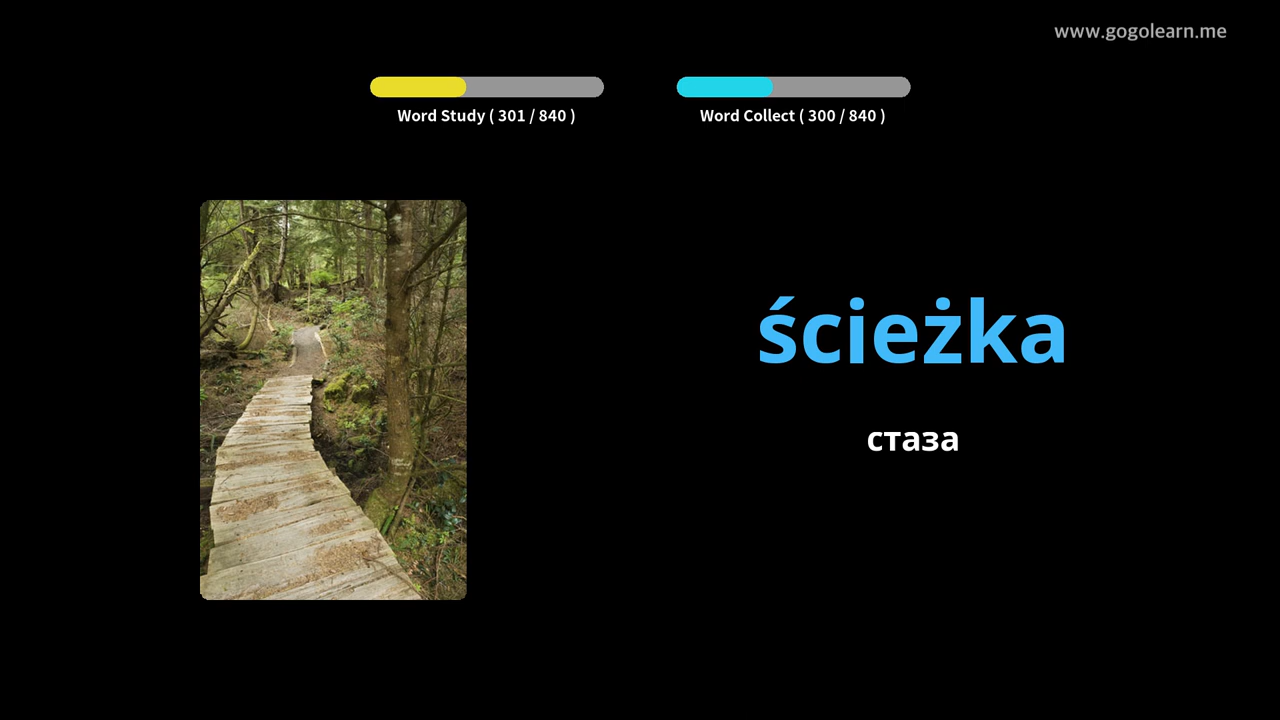 www.gogolearn.me
Word Study ( 301 / 840 )
Word Collect ( 300 / 840 )
ścieżka
стаза